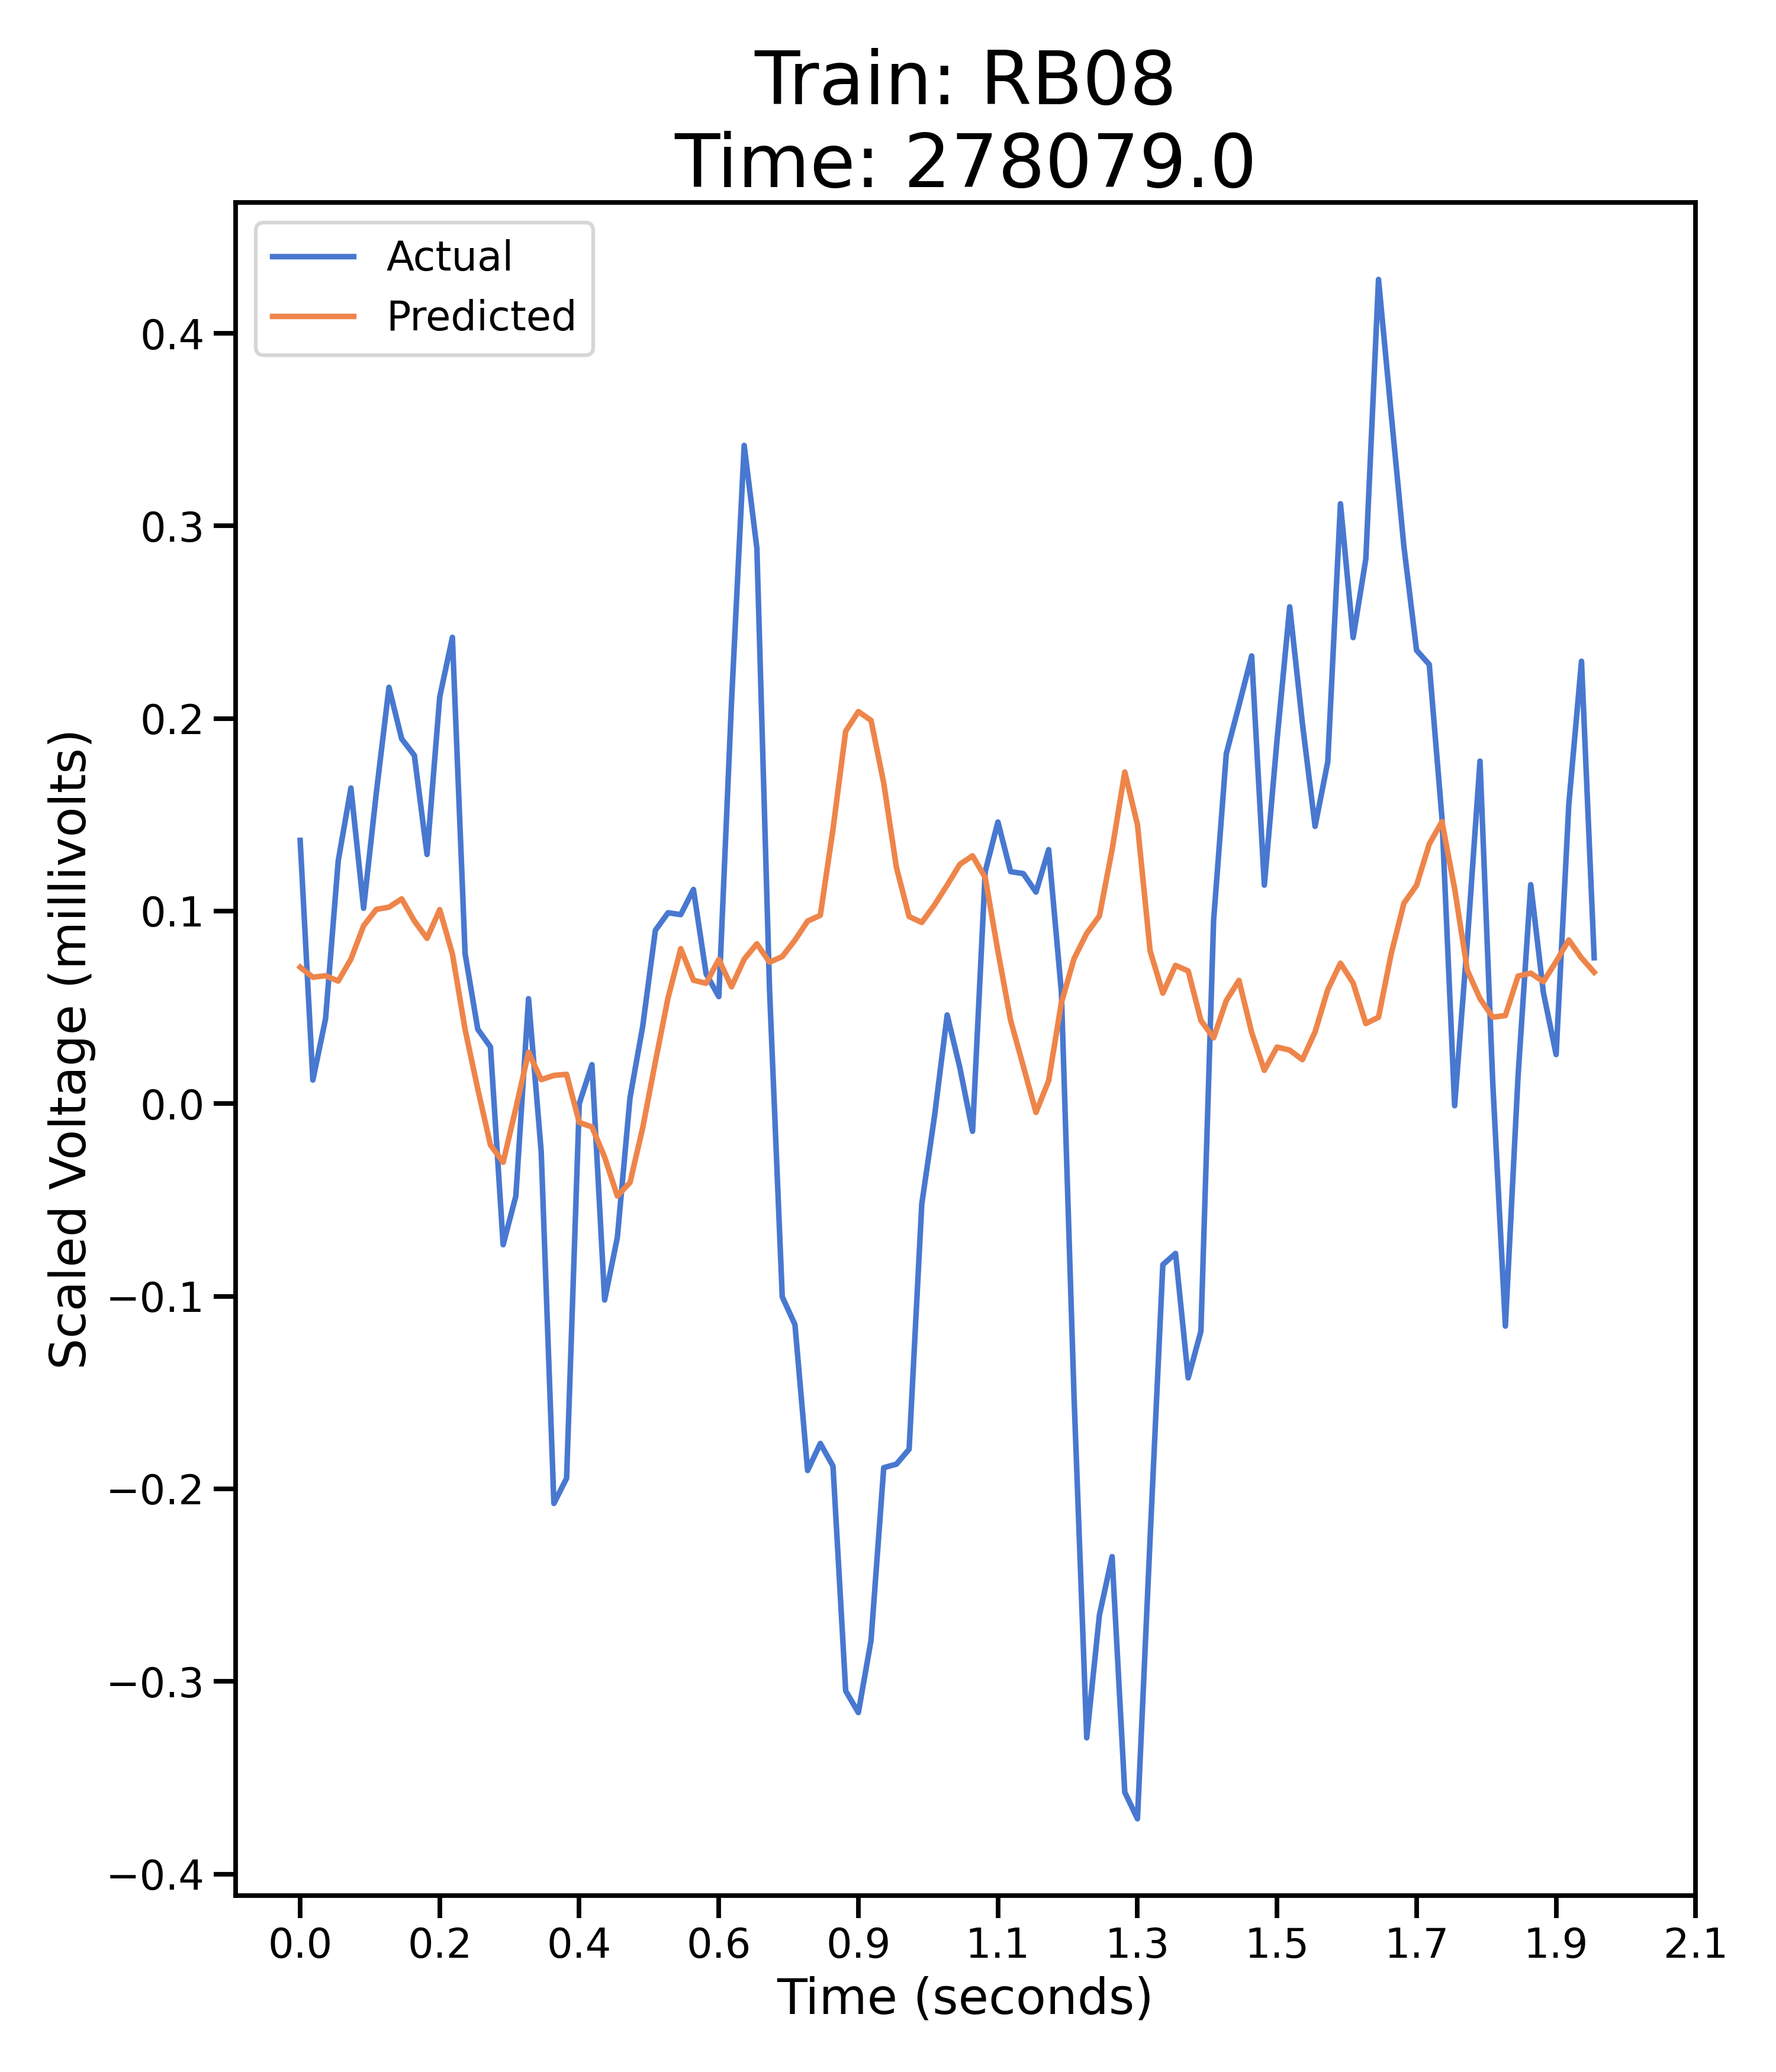 Train: RB08
Time: 278079.0
Actual
Predicted
Scaled Voltage (millivolts)
0.4
0.3
0.2
0.1
0.0
−0.1
−0.2
−0.3
−0.4
0.0 0.2 0.4 0.6 0.9 1.1 1.3 1.5 1.7 1.9 2.1
Time (seconds)